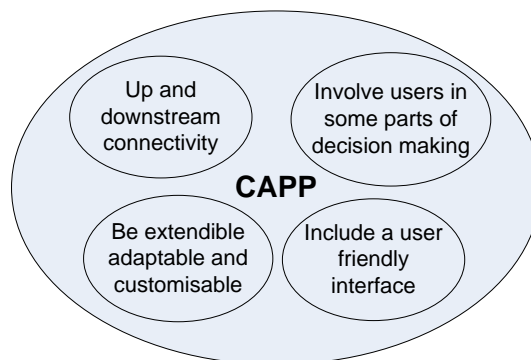 Up and
downstream
connectivity
Involve users in
some parts of
decision making
CAPP
Be extendible
adaptable and
customisable
Include a user
friendly
interface